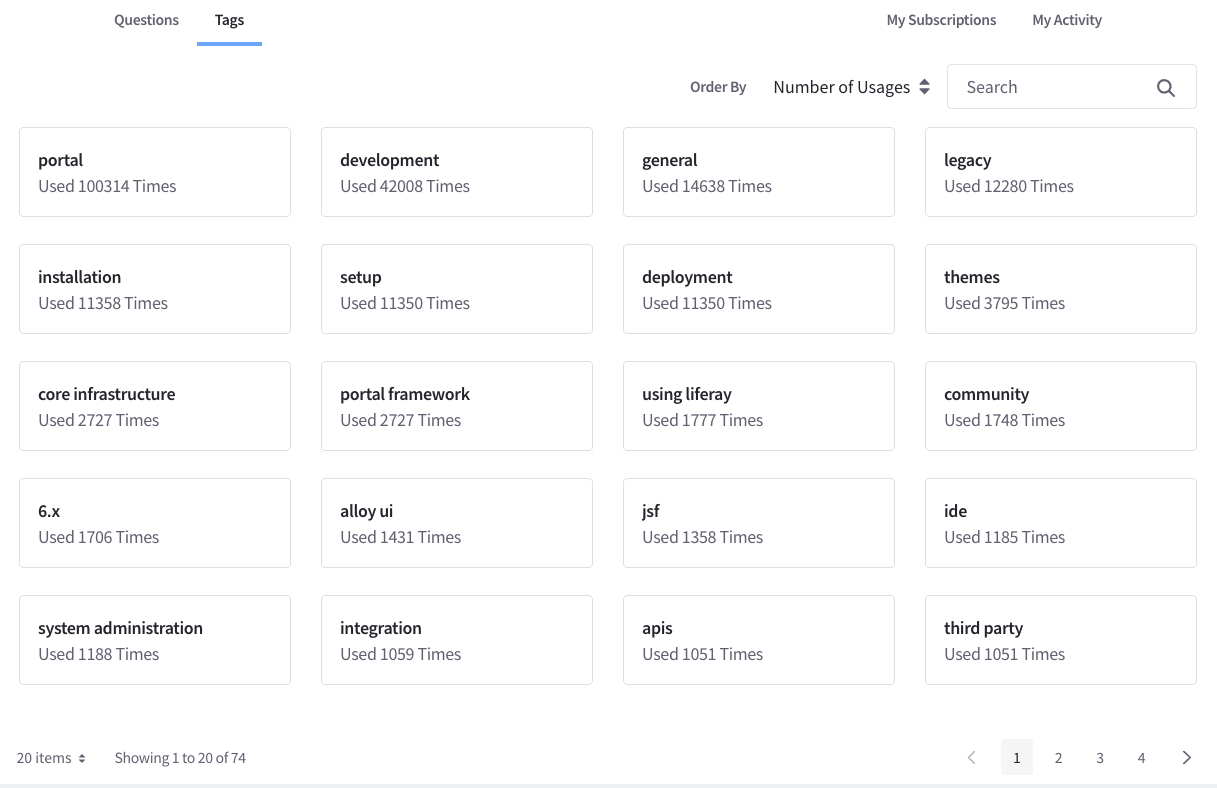 Questions Tags My Subscriptions My Activity
Order By Number of Usages Search
portal development general legacy
Used 100314 Times Used 42008 Times Used 14638 Times Used 12280 Times
installation setup deployment themes
Used 11358 Times Used 11350 Times Used 11350 Times Used 3795 Times
core infrastructure portal framework using liferay community
Used 2727 Times Used 2727 Times Used 1777 Times Used 1748 Times
6.x alloy ui jsf ide
Used 1706 Times Used 1431 Times Used 1358 Times Used 1185 Times
system administration integration apis third party
Used 1188 Times Used 1059 Times Used 1051 Times Used 1051 Times
20 items Showing 1 to 20 of 74 1 2 3 4